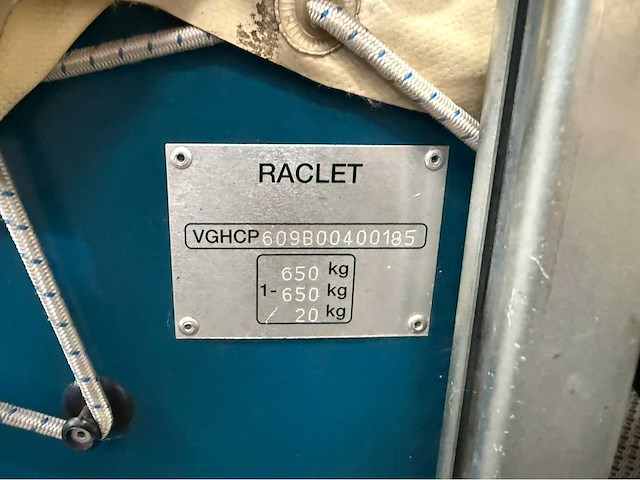 RACLET
VGHCP609B00400185
650 kg
1- 650 kg
20 kg